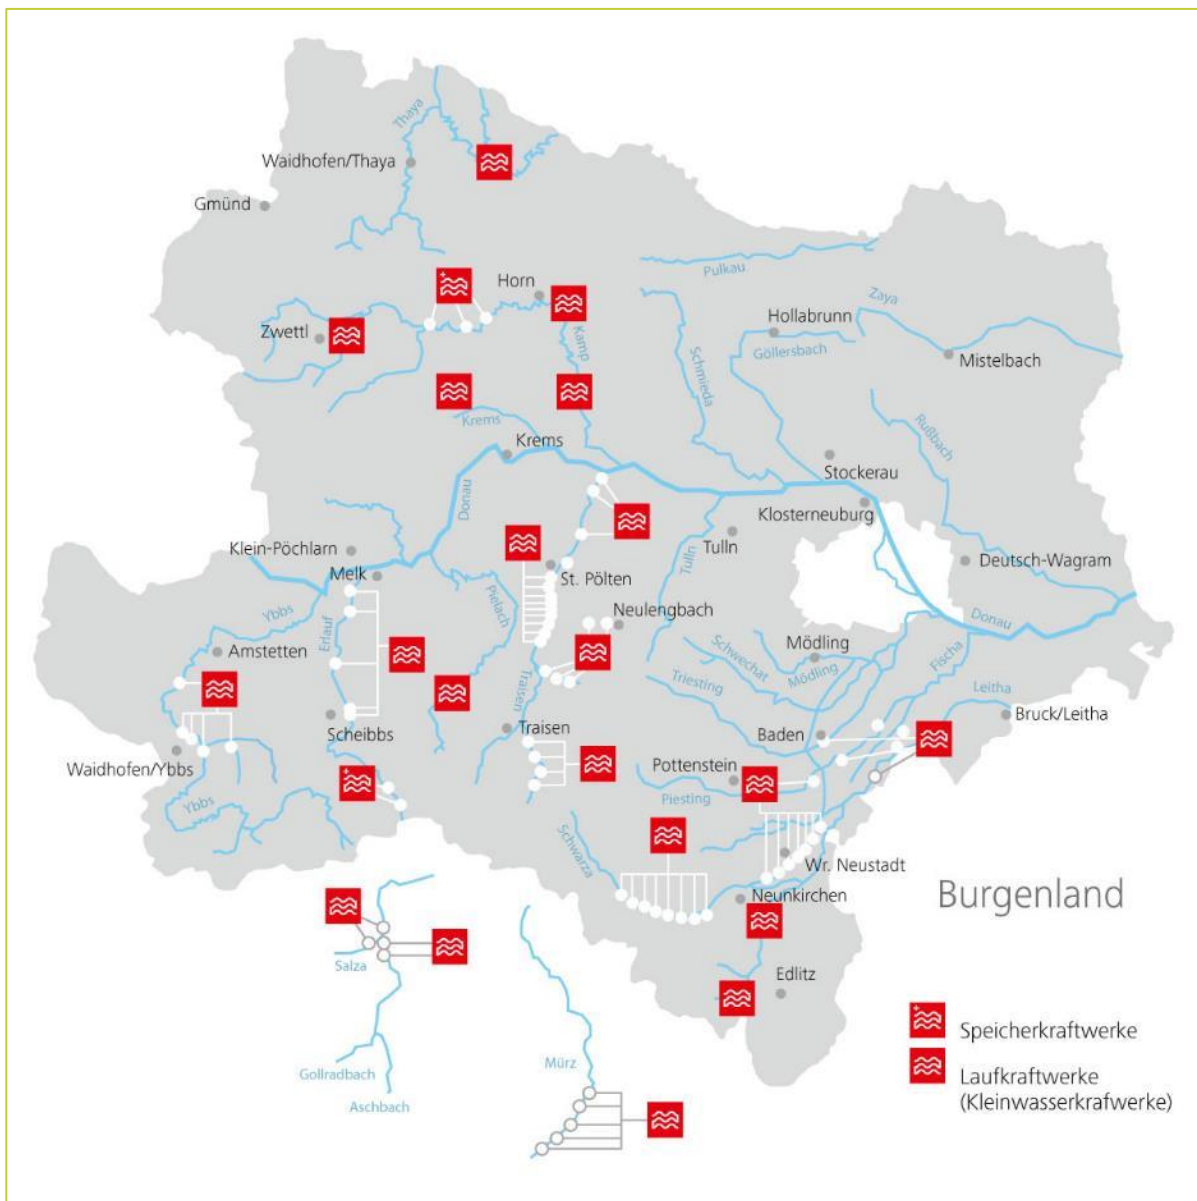 Thaya
Waidhofen/Thaya
Gmünd
Pulkau
Horn
Zaya
Zwettl
Hollabrunn
Göllersbach
Mistelbach
Kamp
Schmieda
Krems
Rußbach
Krems
Stockerau
Donau
Klosterneuburg
Klein-Pöchlarn
Tulln
Deutsch-Wagram
Melk
St. Pölten
Tulln
Ybbs
Pielach
Neulengbach
Donau
Erlauf
Amstetten
Schwechat
Mödling
Mödling
Fischa
Triesting
Leitha
Traisen
Bruck/Leitha
Scheibbs
Traisen
Baden
Waidhofen/Ybbs
Pottenstein
Ybbs
Piesting
Schwarza
Wr. Neustadt
Neunkirchen
Burgenland
Salza
Edlitz
Speicherkraftwerke
Mürz
Gollradbach
Laufkraftwerke
(Kleinwasserkrafwerke)
Aschbach